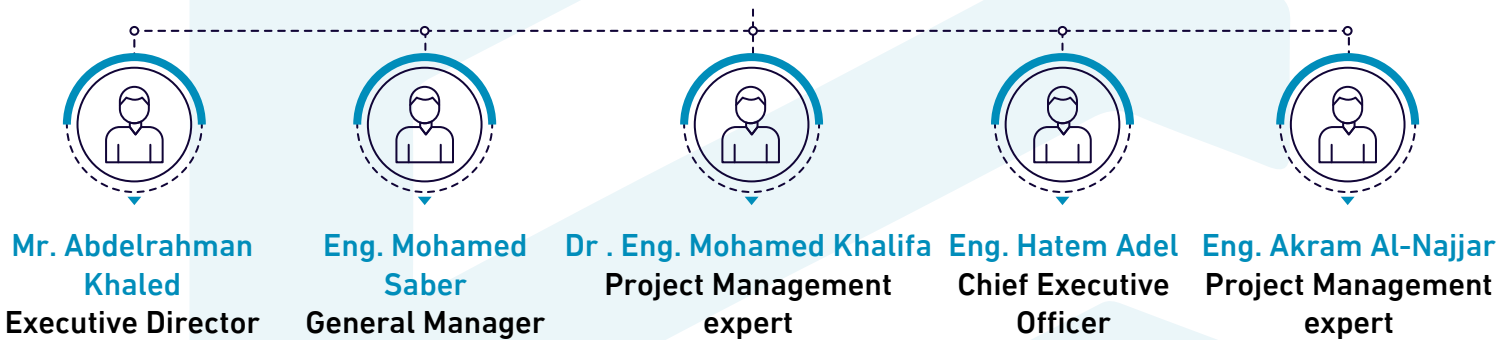 Mr. Abdelrahman
Khaled
Executive Director
Eng. Mohamed
Saber
General Manager
Dr . Eng. Mohamed Khalifa
Project Management
expert
Eng. Hatem Adel
Chief Executive
Officer
Eng. Akram Al-Najjar
Project Management
expert